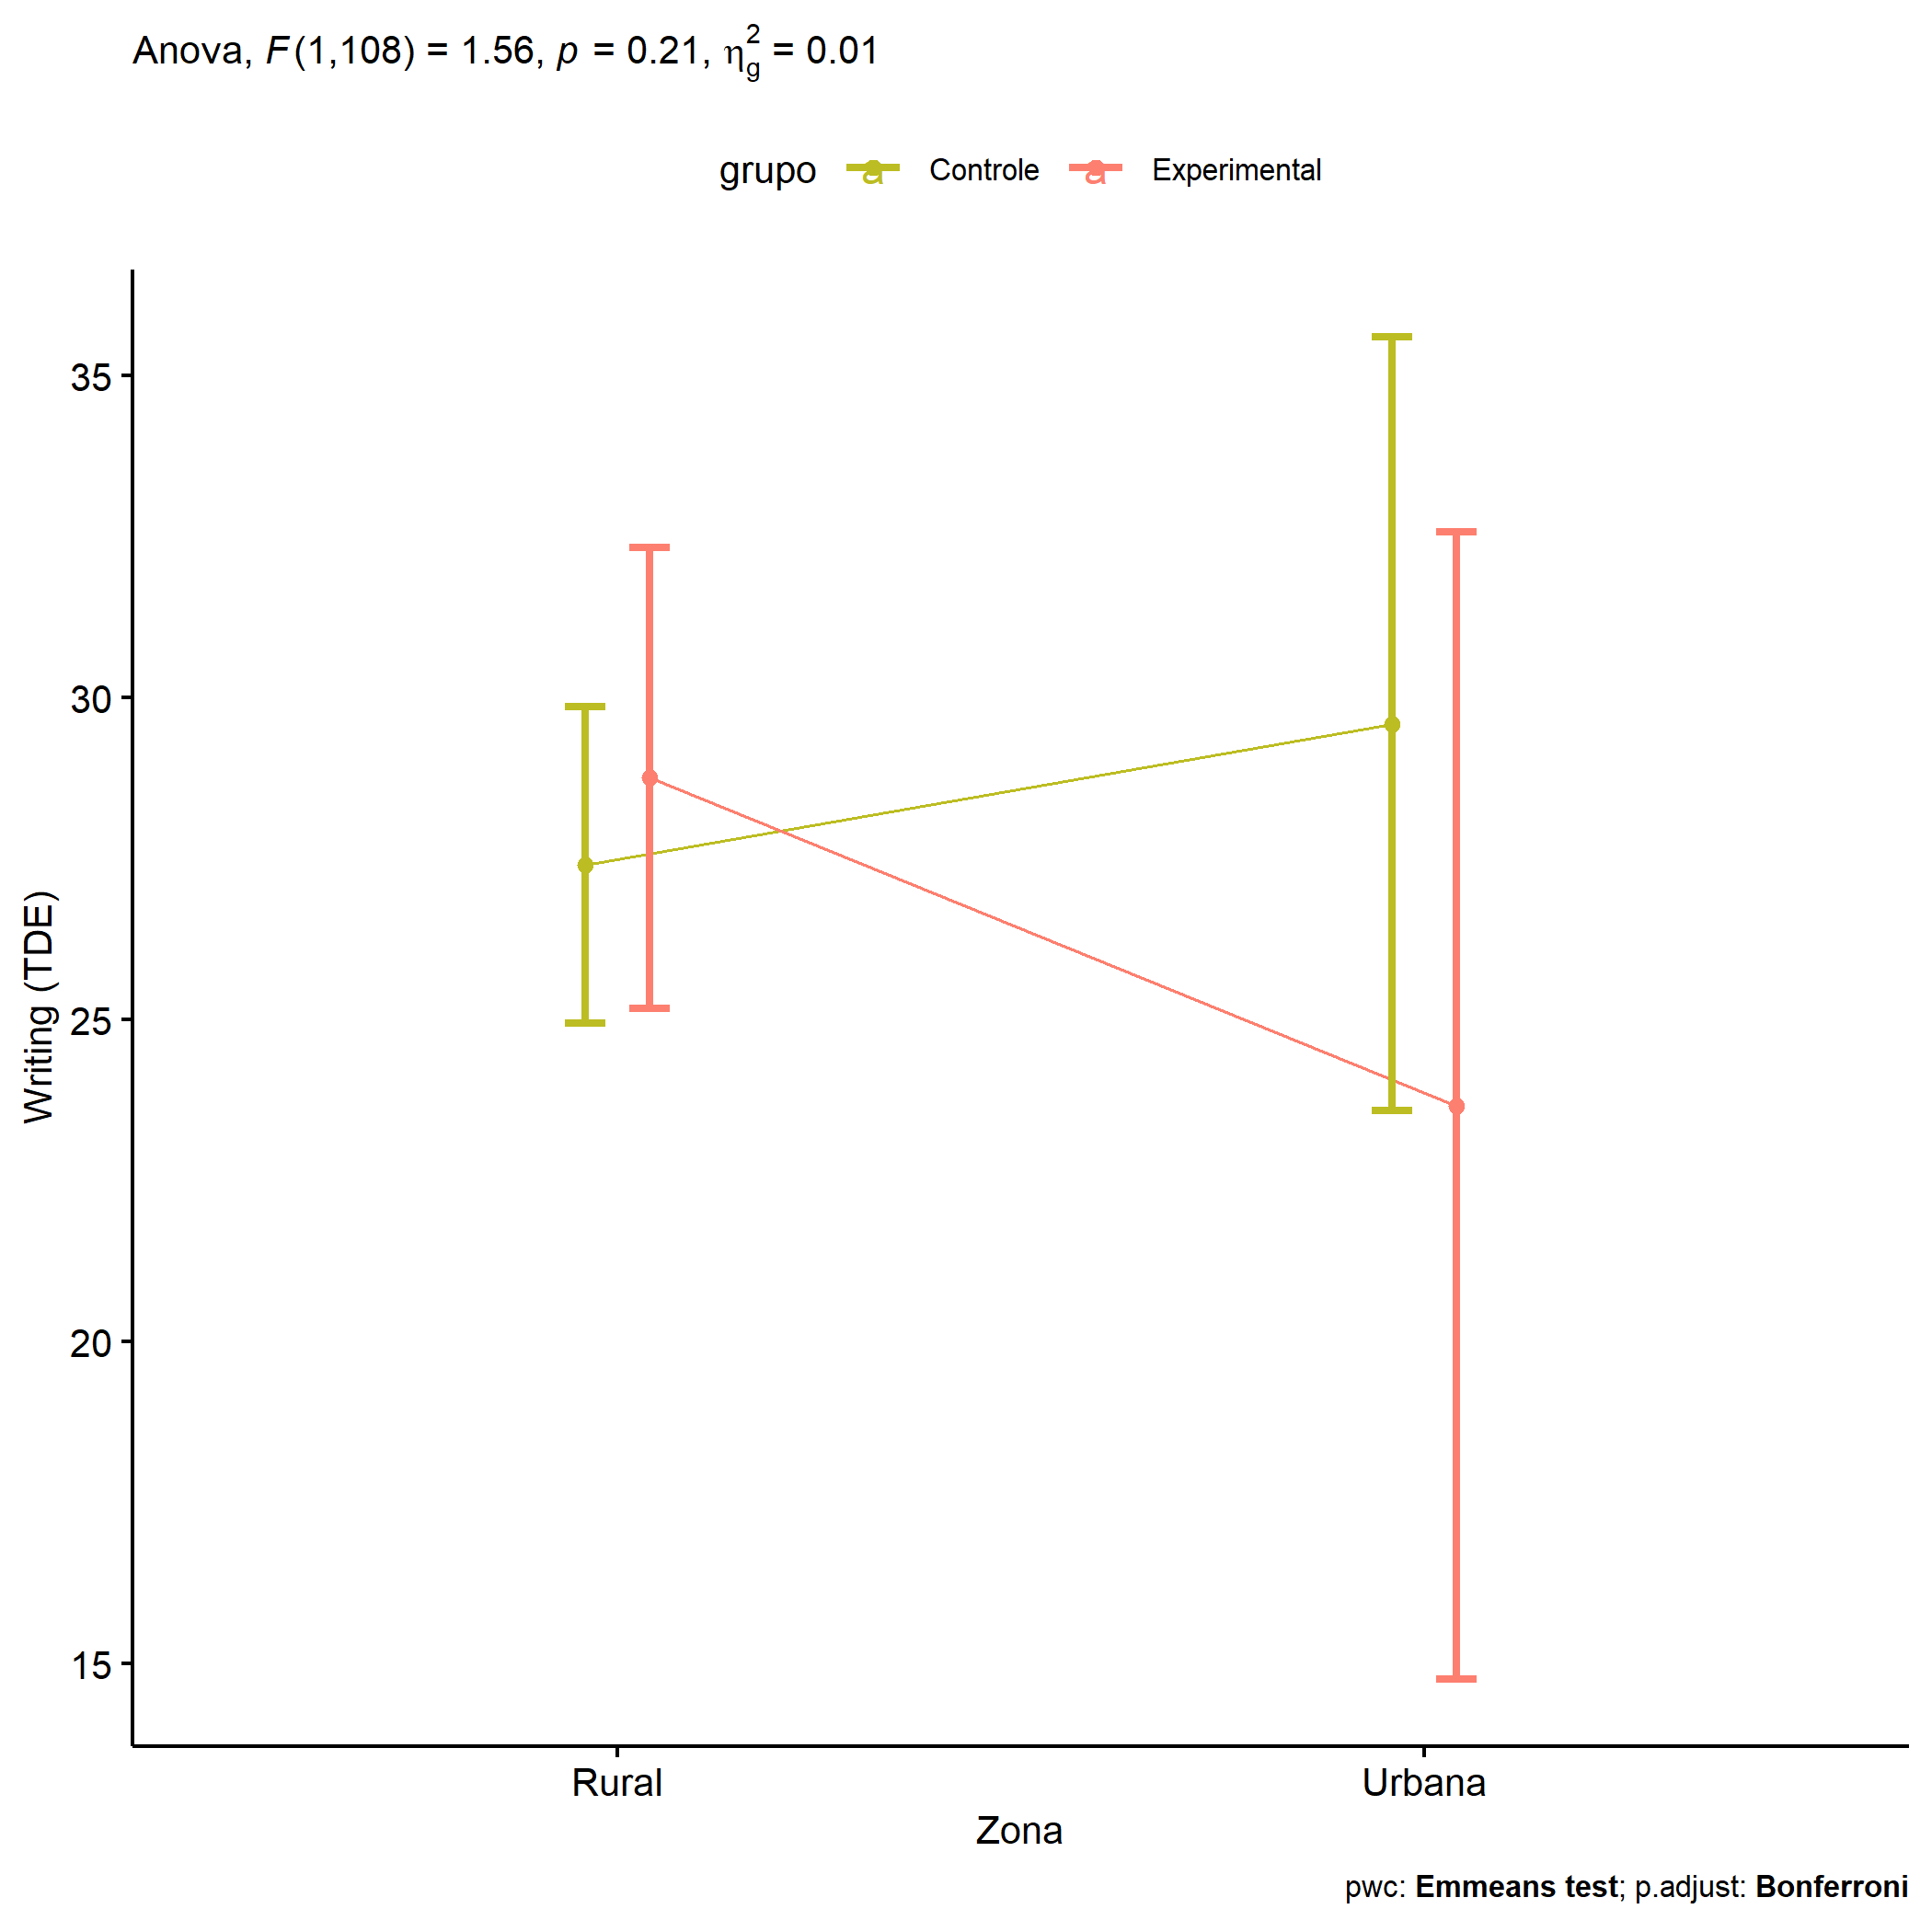 Anova, F(1,108) = 1.56, p = 0.21, η²g = 0.01
grupo a Controle a Experimental
35
30
25
20
15
Writing (TDE)
Rural Urbana
Zona
pwc: Emmeans test; p.adjust: Bonferroni